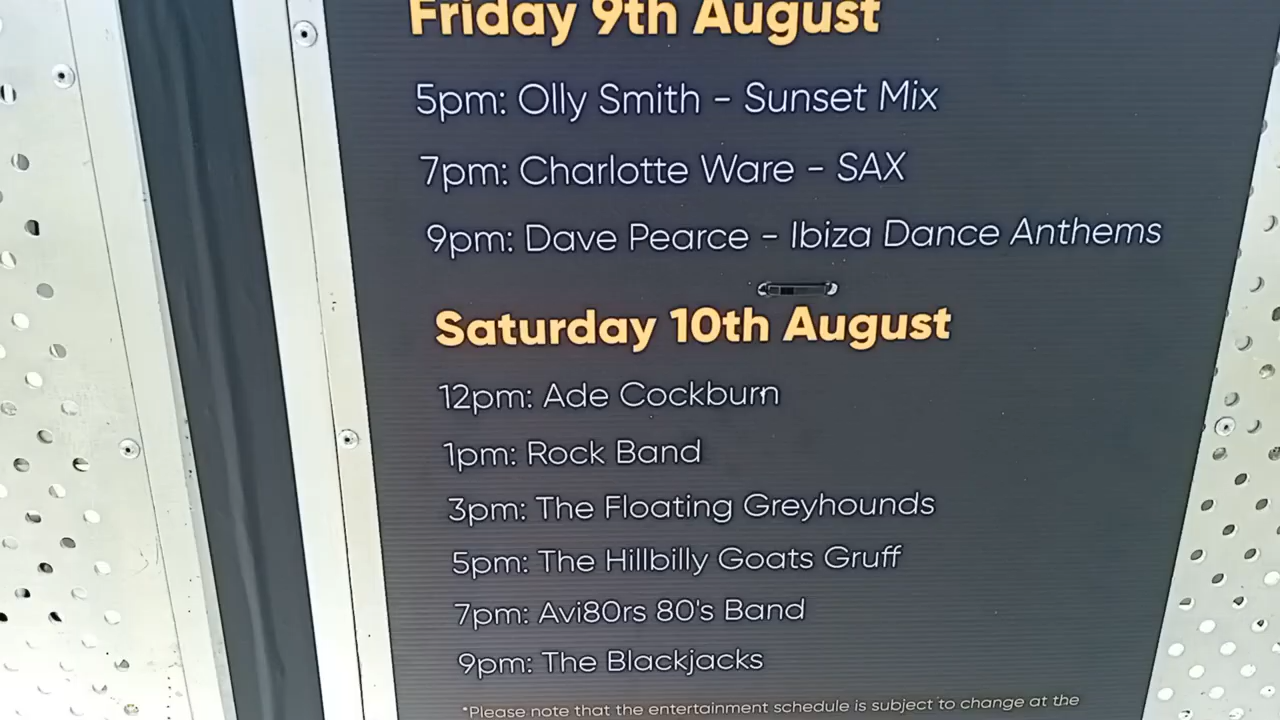 Friday 9th August
5pm: Olly Smith - Sunset Mix
7pm: Charlotte Ware - SAX
9pm: Dave Pearce - Ibiza Dance Anthems
Saturday 10th August
12pm: Ade Cockburn
1pm: Rock Band
3pm: The Floating Greyhounds
5pm: The Hillbilly Goats Gruff
7pm: Avi80rs 80's Band
9pm: The Blackjacks
*Please note that the entertainment schedule is subject to change at the